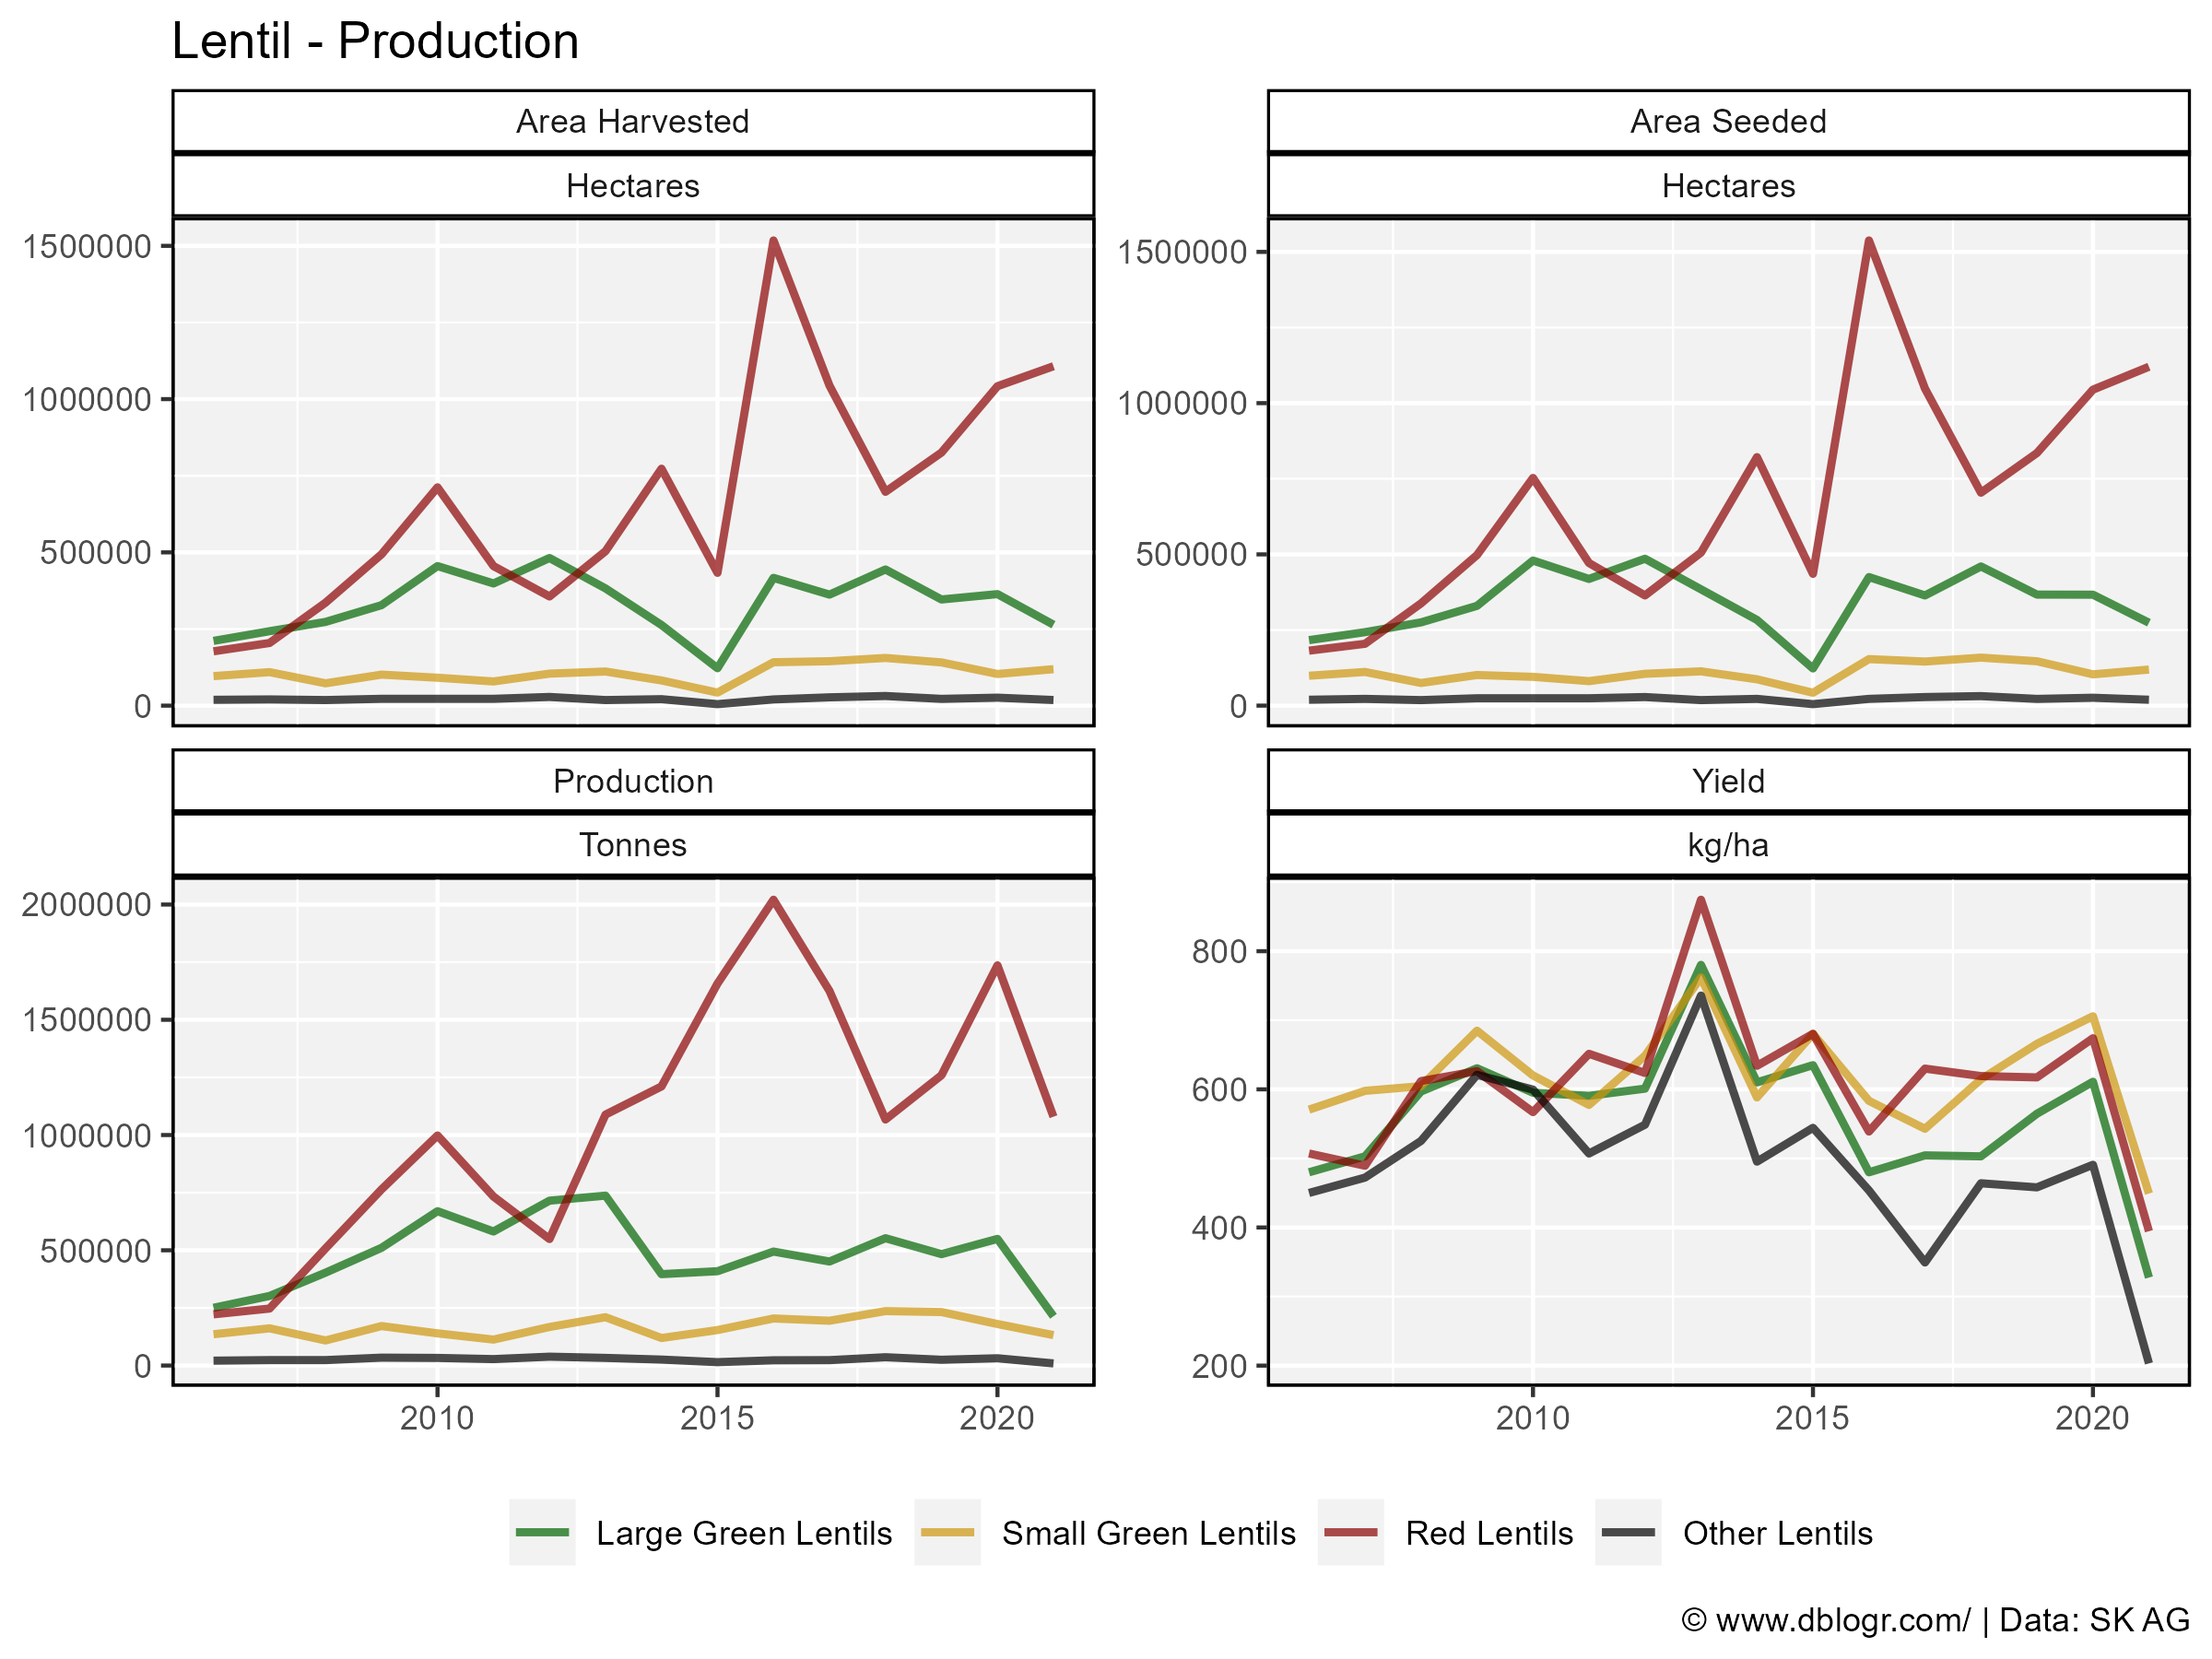 Lentil - Production
Area Harvested
Hectares
1500000
1000000
500000
0
Area Seeded
Hectares
1500000
1000000
500000
0
Production
Tonnes
2000000
1500000
1000000
500000
0
2010 2015 2020
Yield
kg/ha
800
600
400
200
2010 2015 2020
Large Green Lentils Small Green Lentils Red Lentils Other Lentils
© www.dblogr.com/ | Data: SK AG